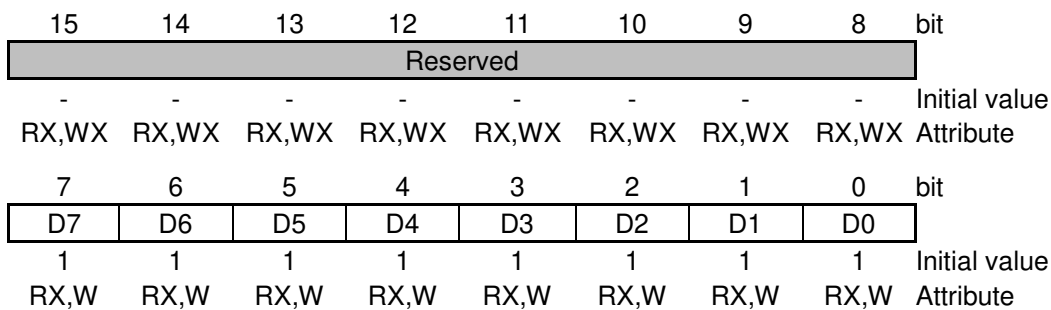 15 14 13 12 11 10 9 8 bit
Reserved
- - - - - - - - Initial value
RX,WX RX,WX RX,WX RX,WX RX,WX RX,WX RX,WX RX,WX Attribute
7 6 5 4 3 2 1 0 bit
D7 D6 D5 D4 D3 D2 D1 D0
1 1 1 1 1 1 1 1 Initial value
RX,W RX,W RX,W RX,W RX,W RX,W RX,W RX,W Attribute